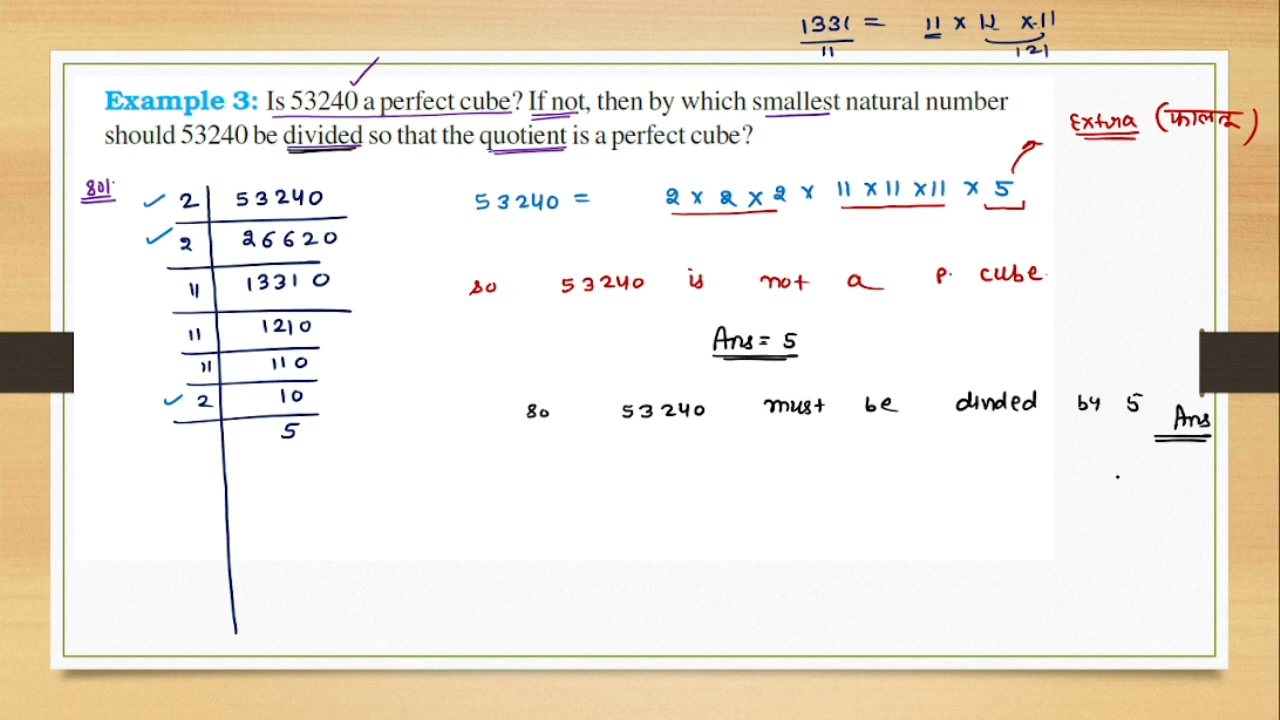 1331 = 11 x 11 x 11
11 121
Example 3: Is 53240 a perfect cube? If not, then by which smallest natural number
should 53240 be divided so that the quotient is a perfect cube?
Extra (फालतू)
Sol.
2 | 53240
2 | 26620
11 | 13310
11 | 1210
11 | 110
2 | 10
5
53240 = 2 x 2 x 2 x 11 x 11 x 11 x 5
so 53240 is not a p. cube.
Ans = 5
so 53240 must be divided by 5 Ans